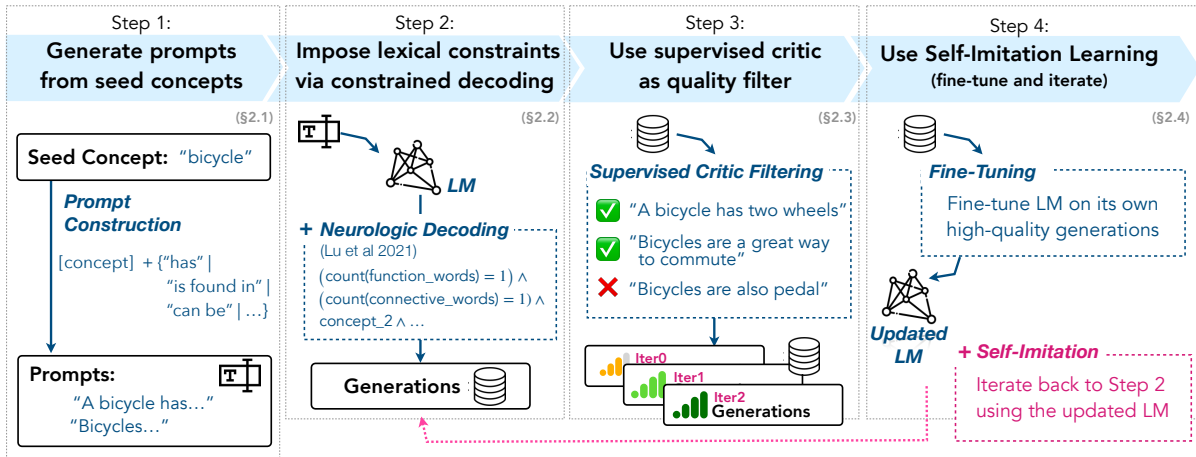 Step 1:
Generate prompts
from seed concepts
(§2.1)
Seed Concept: “bicycle”
Prompt
Construction
[concept] + {“has” |
“is found in” |
“can be” | …}
Prompts:
T
“A bicycle has…”
“Bicycles…”
Step 2:
Impose lexical constraints
via constrained decoding
(§2.2)
T
LM
+ Neurologic Decoding
(Lu et al 2021)
(count(function_words) = 1) ∧
(count(connective_words) = 1) ∧
concept_2 ∧ …
Generations
Step 3:
Use supervised critic
as quality filter
(§2.3)
Supervised Critic Filtering
“A bicycle has two wheels”
“Bicycles are a great way
to commute”
“Bicycles are also pedal”
Iter0
Iter1
Iter2
Generations
Step 4:
Use Self-Imitation Learning
(fine-tune and iterate)
(§2.4)
Fine-Tuning
Fine-tune LM on its own
high-quality generations
Updated
LM
+ Self-Imitation
Iterate back to Step 2
using the updated LM